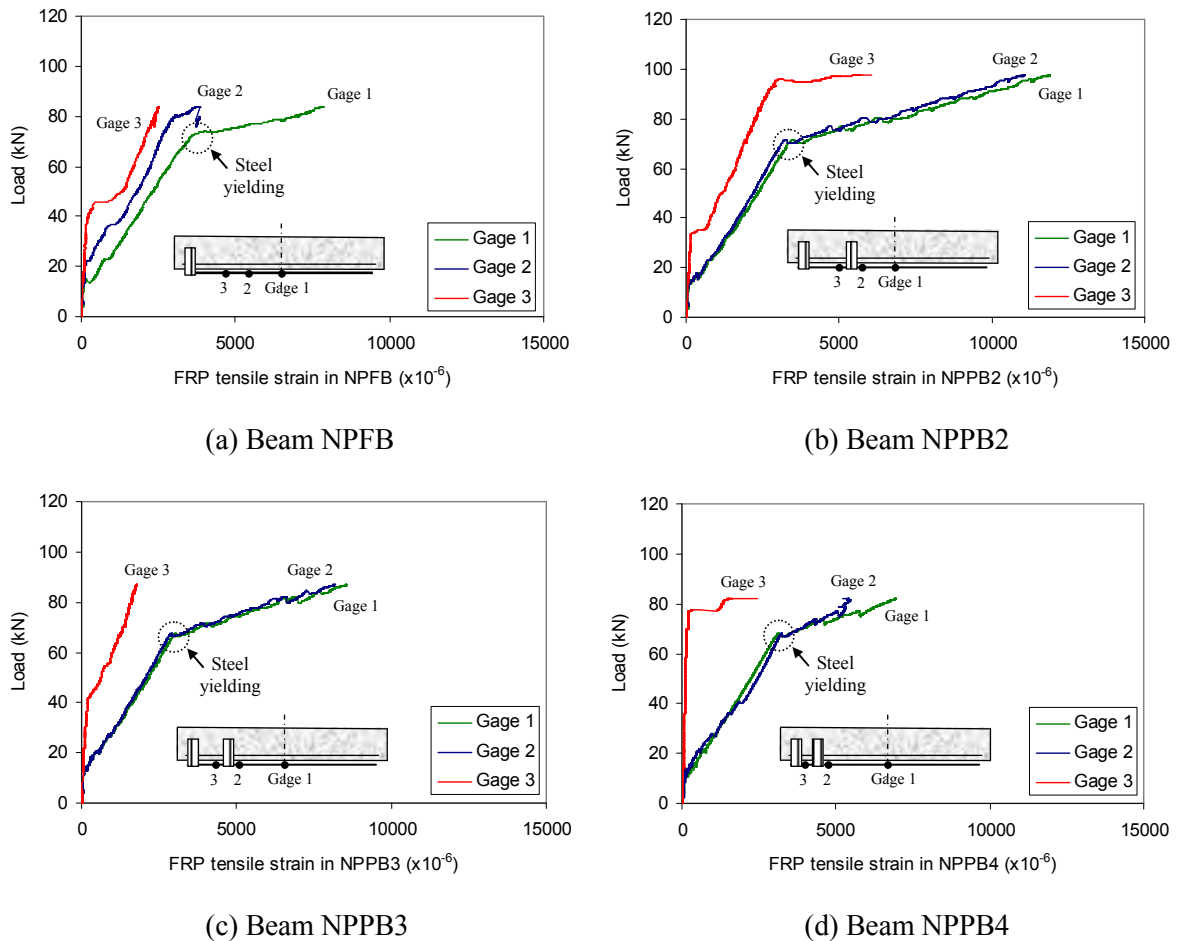 120
100
80
60
40
20
0
Load (kN)
Gage 3
Gage 2
Gage 1
Steel
yielding
3 2 Gage 1
Gage 1
Gage 2
Gage 3
0 5000 10000 15000
FRP tensile strain in NPFB (x10-6)
(a) Beam NPFB
120
100
80
60
40
20
0
Load (kN)
Gage 3
Gage 2
Gage 1
Steel
yielding
3 2 Gage 1
Gage 1
Gage 2
Gage 3
0 5000 10000 15000
FRP tensile strain in NPPB2 (x10-6)
(b) Beam NPPB2
120
100
80
60
40
20
0
Load (kN)
Gage 3
Gage 2
Gage 1
Steel
yielding
3 2 Gage 1
Gage 1
Gage 2
Gage 3
0 5000 10000 15000
FRP tensile strain in NPPB3 (x10-6)
(c) Beam NPPB3
120
100
80
60
40
20
0
Load (kN)
Gage 3
Gage 2
Gage 1
Steel
yielding
3 2 Gage 1
Gage 1
Gage 2
Gage 3
0 5000 10000 15000
FRP tensile strain in NPPB4 (x10-6)
(d) Beam NPPB4